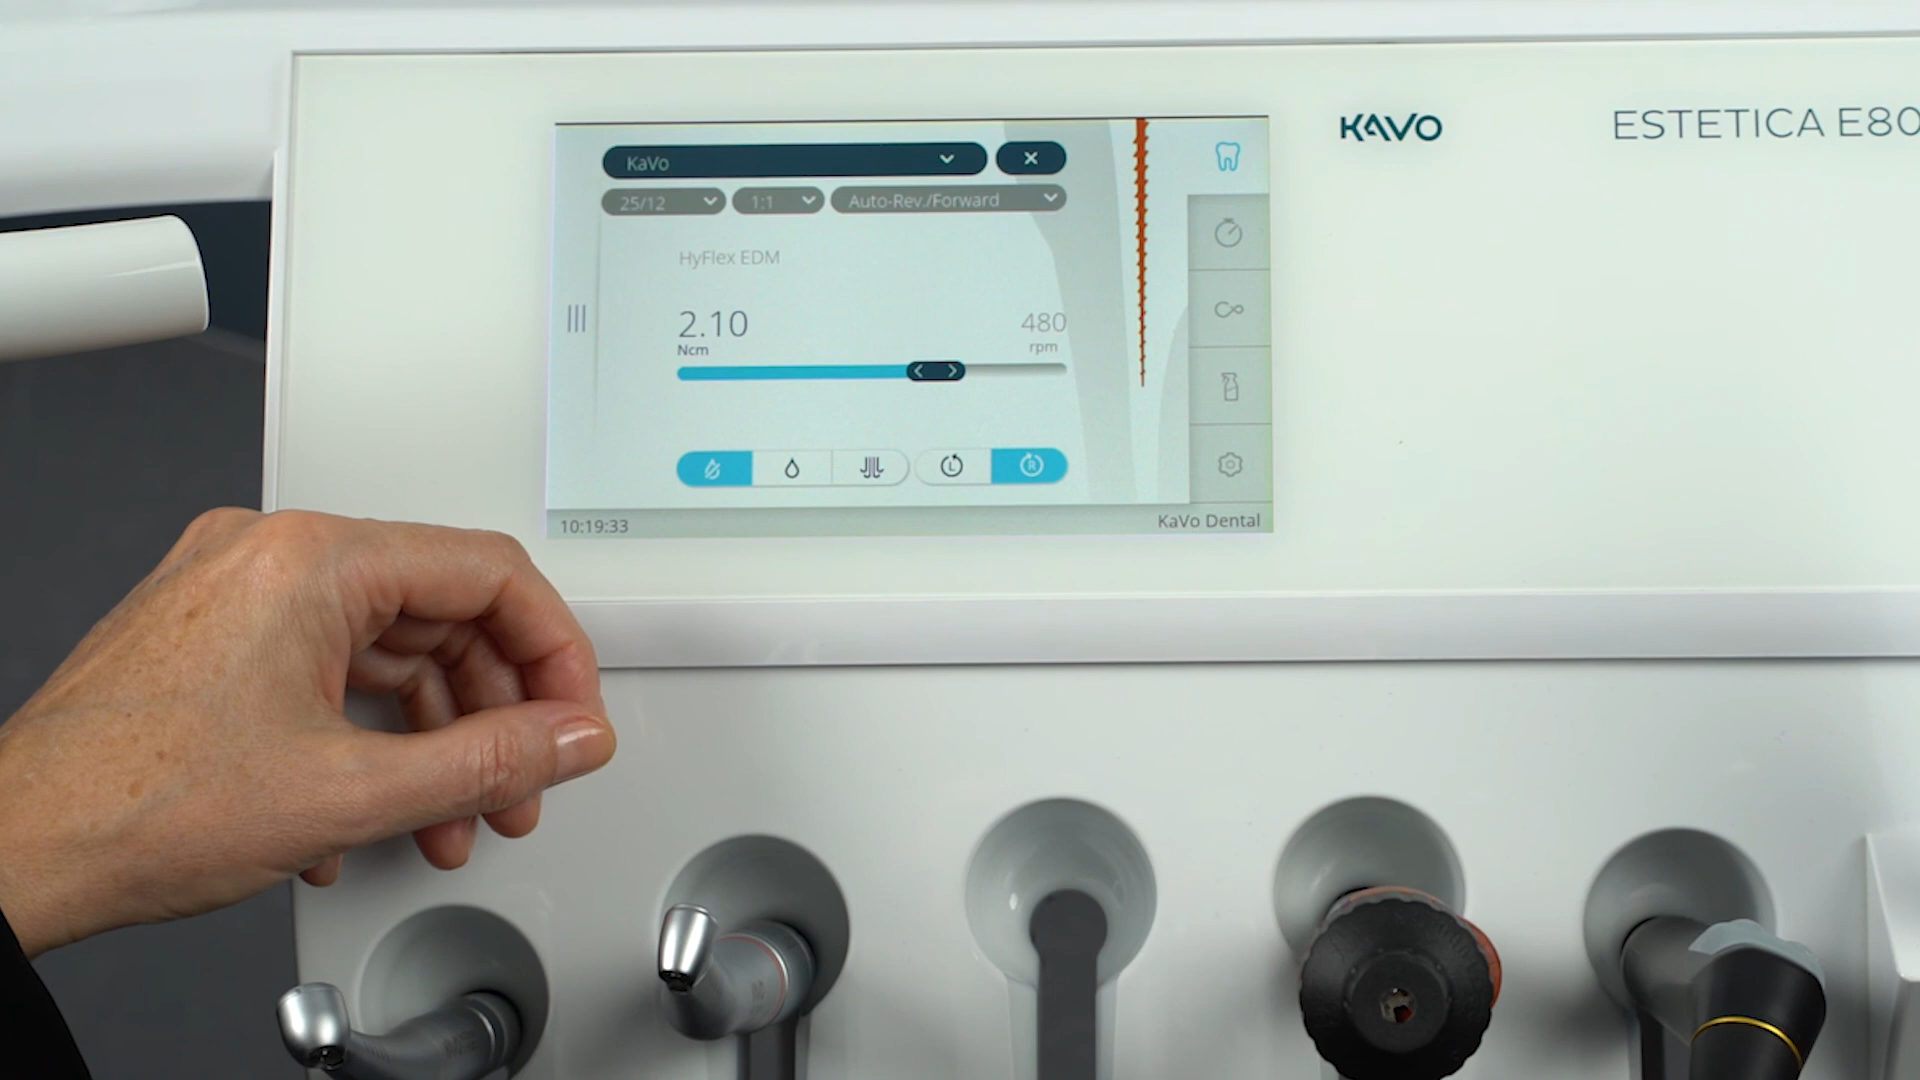 KAVO
ESTETICA E80
KaVo
25/12
1:1
Auto-Rev./Forward
HyFlex EDM
2.10
480
Ncm
rpm
L
R
10:19:33
KaVo Dental